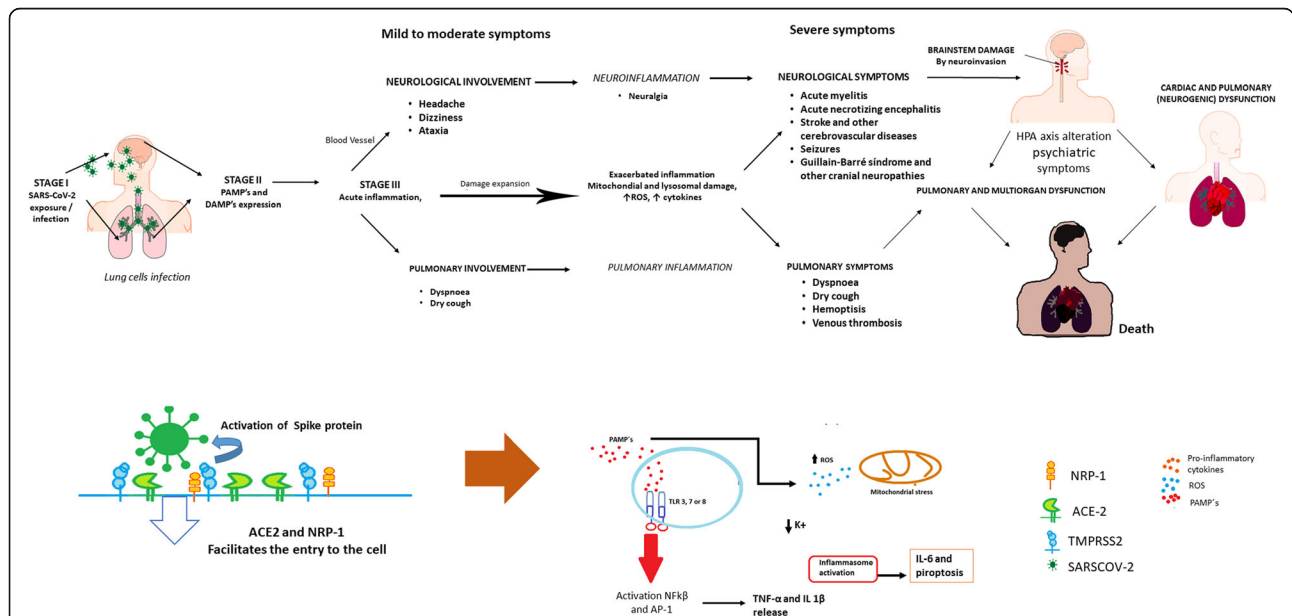 Mild to moderate symptoms
Severe symptoms
STAGE I
SARS-CoV-2
exposure /
infection
Lung cells infection
STAGE II
PAMP's and
DAMP's expression
Blood Vessel
NEUROLOGICAL INVOLVEMENT
• Headache
• Dizziness
• Ataxia
NEUROINFLAMMATION
• Neuralgia
STAGE III
Acute inflammation,
Damage expansion
Exacerbated inflammation
Mitochondial and lysosomal damage,
↑ROS, ↑ cytokines
PULMONARY INVOLVEMENT
• Dyspnoea
• Dry cough
PULMONARY INFLAMMATION
NEUROLOGICAL SYMPTOMS
• Acute myelitis
• Acute necrotizing encephalitis
• Stroke and other
cerebrovascular diseases
• Seizures
• Guillain-Barré síndrome and
other cranial neuropathies
PULMONARY SYMPTOMS
• Dyspnoea
• Dry cough
• Hemoptisis
• Venous thrombosis
BRAINSTEM DAMAGE
By neuroinvasion
HPA axis alteration
psychiatric
symptoms
PULMONARY AND MULTIORGAN DYSFUNCTION
CARDIAC AND PULMONARY
(NEUROGENIC) DYSFUNCTION
Death
Activation of Spike protein
ACE2 and NRP-1
Facilitates the entry to the cell
PAMP's
TLR 3, 7 or 8
Activation NFkβ
and AP-1
TNF-α and IL 1β
release
ROS
Mitochondrial stress
K+
Inflammasome
activation
IL-6 and
piroptosis
NRP-1
ACE-2
TMPRSS2
SARSCOV-2
Pro-inflammatory
cytokines
ROS
PAMP´s